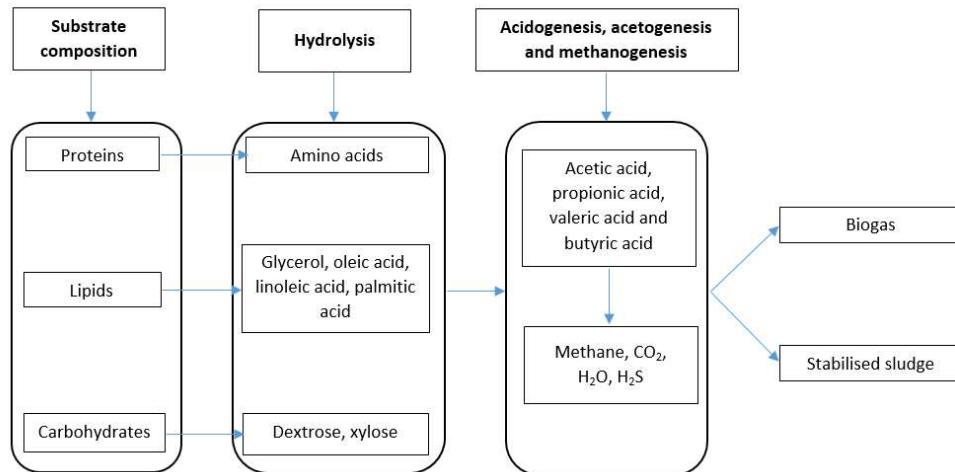 Substrate
composition
Hydrolysis
Acidogenesis, acetogenesis
and methanogenesis
Proteins
Amino acids
Acetic acid,
propionic acid,
valeric acid and
butyric acid
Biogas
Lipids
Glycerol, oleic acid,
linoleic acid, palmitic
acid
Methane, CO₂,
H₂O, H₂S
Stabilised sludge
Carbohydrates
Dextrose, xylose